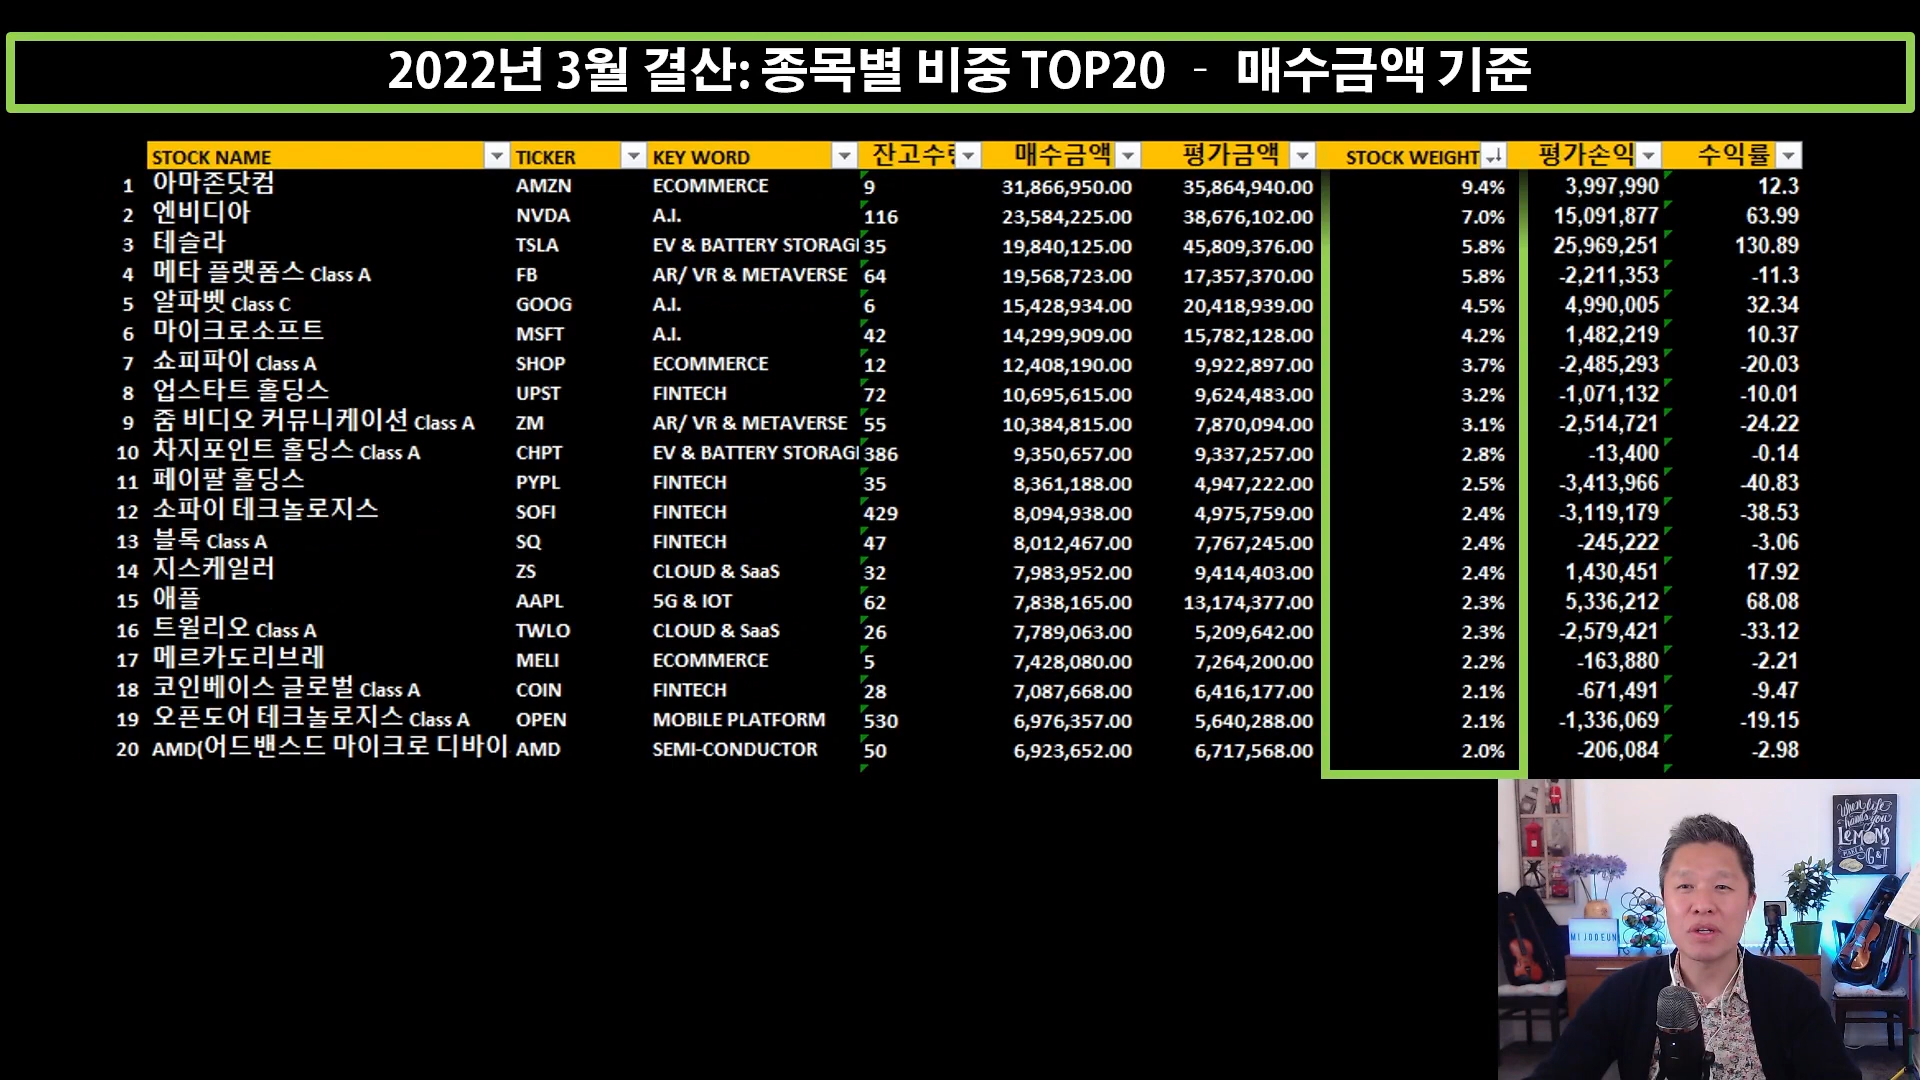 2022년 3월 결산: 종목별 비중 TOP20 - 매수금액 기준
STOCK NAME TICKER KEY WORD 잔고수량 매수금액 평가금액 STOCK WEIGHT 평가손익 수익률
1 아마존닷컴 AMZN ECOMMERCE 9 31,866,950.00 35,864,940.00 9.4% 3,997,990 12.3
2 엔비디아 NVDA A.I. 116 23,584,225.00 38,676,102.00 7.0% 15,091,877 63.99
3 테슬라 TSLA EV & BATTERY STORAGE 35 19,840,125.00 45,809,376.00 5.8% 25,969,251 130.89
4 메타 플랫폼스 Class A FB AR/ VR & METAVERSE 64 19,568,723.00 17,357,370.00 5.8% -2,211,353 -11.3
5 알파벳 Class C GOOG A.I. 6 15,428,934.00 20,418,939.00 4.5% 4,990,005 32.34
6 마이크로소프트 MSFT A.I. 42 14,299,909.00 15,782,128.00 4.2% 1,482,219 10.37
7 쇼피파이 Class A SHOP ECOMMERCE 12 12,408,190.00 9,922,897.00 3.7% -2,485,293 -20.03
8 업스타트 홀딩스 UPST FINTECH 72 10,695,615.00 9,624,483.00 3.2% -1,071,132 -10.01
9 줌 비디오 커뮤니케이션 Class A ZM AR/ VR & METAVERSE 55 10,384,815.00 7,870,094.00 3.1% -2,514,721 -24.22
10 차지포인트 홀딩스 Class A CHPT EV & BATTERY STORAGE 386 9,350,657.00 9,337,257.00 2.8% -13,400 -0.14
11 페이팔 홀딩스 PYPL FINTECH 35 8,361,188.00 4,947,222.00 2.5% -3,413,966 -40.83
12 소파이 테크놀로지스 SOFI FINTECH 429 8,094,938.00 4,975,759.00 2.4% -3,119,179 -38.53
13 블록 Class A SQ FINTECH 47 8,012,467.00 7,767,245.00 2.4% -245,222 -3.06
14 지스케일러 ZS CLOUD & SaaS 32 7,983,952.00 9,414,403.00 2.4% 1,430,451 17.92
15 애플 AAPL 5G & IOT 62 7,838,165.00 13,174,377.00 2.3% 5,336,212 68.08
16 트윌리오 Class A TWLO CLOUD & SaaS 26 7,789,063.00 5,209,642.00 2.3% -2,579,421 -33.12
17 메르카도리브레 MELI ECOMMERCE 5 7,428,080.00 7,264,200.00 2.2% -163,880 -2.21
18 코인베이스 글로벌 Class A COIN FINTECH 28 7,087,668.00 6,416,177.00 2.1% -671,491 -9.47
19 오픈도어 테크놀로지스 Class A OPEN MOBILE PLATFORM 530 6,976,357.00 5,640,288.00 2.1% -1,336,069 -19.15
20 AMD(어드밴스드 마이크로 디바이 AMD SEMI-CONDUCTOR 50 6,923,652.00 6,717,568.00 2.0% -206,084 -2.98
When life
hands you
LEMONS
MAKE A
G&T
MI JOOEUN